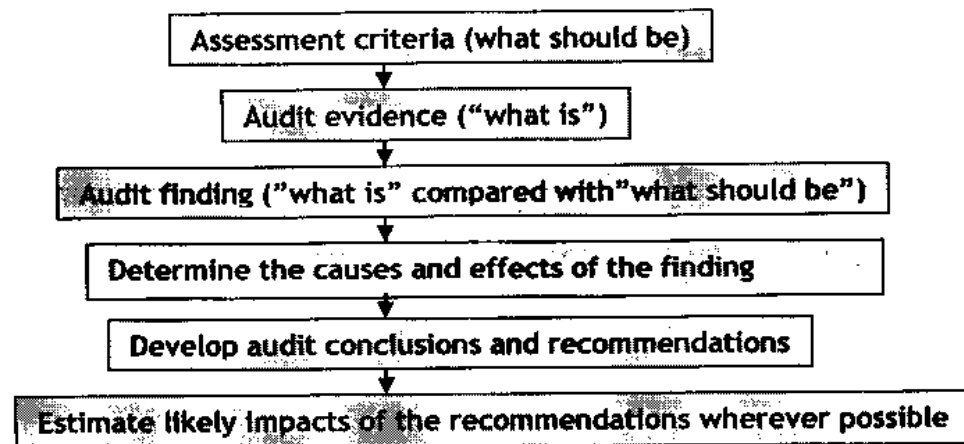 Assessment criteria (what should be)
Audit evidence ("what is")
Audit finding ("what is" compared with"what should be")
Determine the causes and effects of the finding
Develop audit conclusions and recommendations
Estimate likely impacts of the recommendations wherever possible